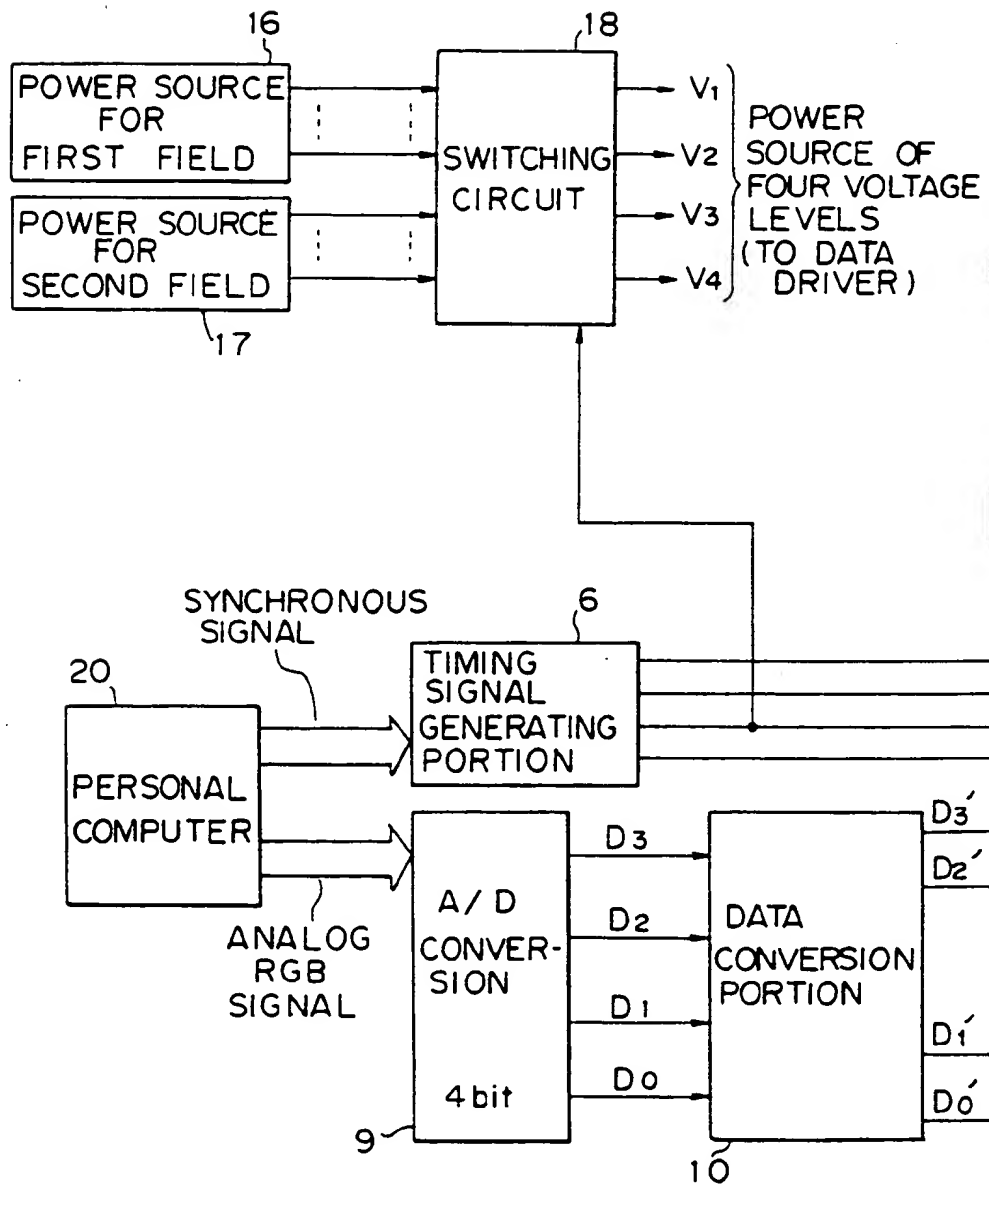 16
18
POWER SOURCE
FOR
FIRST FIELD
POWER SOURCE
FOR
SECOND FIELD
17
SWITCHING
CIRCUIT
V1
V2
V3
V4
POWER
SOURCE OF
FOUR VOLTAGE
LEVELS
(TO DATA
DRIVER)
SYNCHRONOUS
SIGNAL
6
TIMING
SIGNAL
GENERATING
PORTION
20
PERSONAL
COMPUTER
ANALOG
RGB
SIGNAL
A/D
CONVER-
SION
4bit
9
D3
D2
D1
D0
DATA
CONVERSION
PORTION
10
D3′
D2′
D1′
D0′